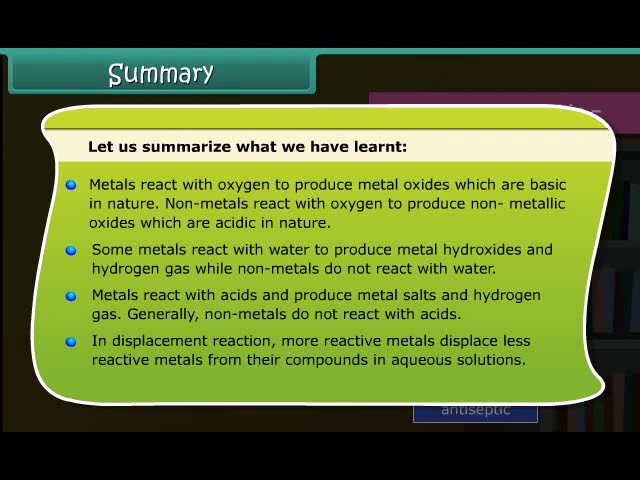 Summary
Let us summarize what we have learnt:
Metals react with oxygen to produce metal oxides which are basic
in nature. Non-metals react with oxygen to produce non- metallic
oxides which are acidic in nature.
Some metals react with water to produce metal hydroxides and
hydrogen gas while non-metals do not react with water.
Metals react with acids and produce metal salts and hydrogen
gas. Generally, non-metals do not react with acids.
In displacement reaction, more reactive metals displace less
reactive metals from their compounds in aqueous solutions.
antiseptic